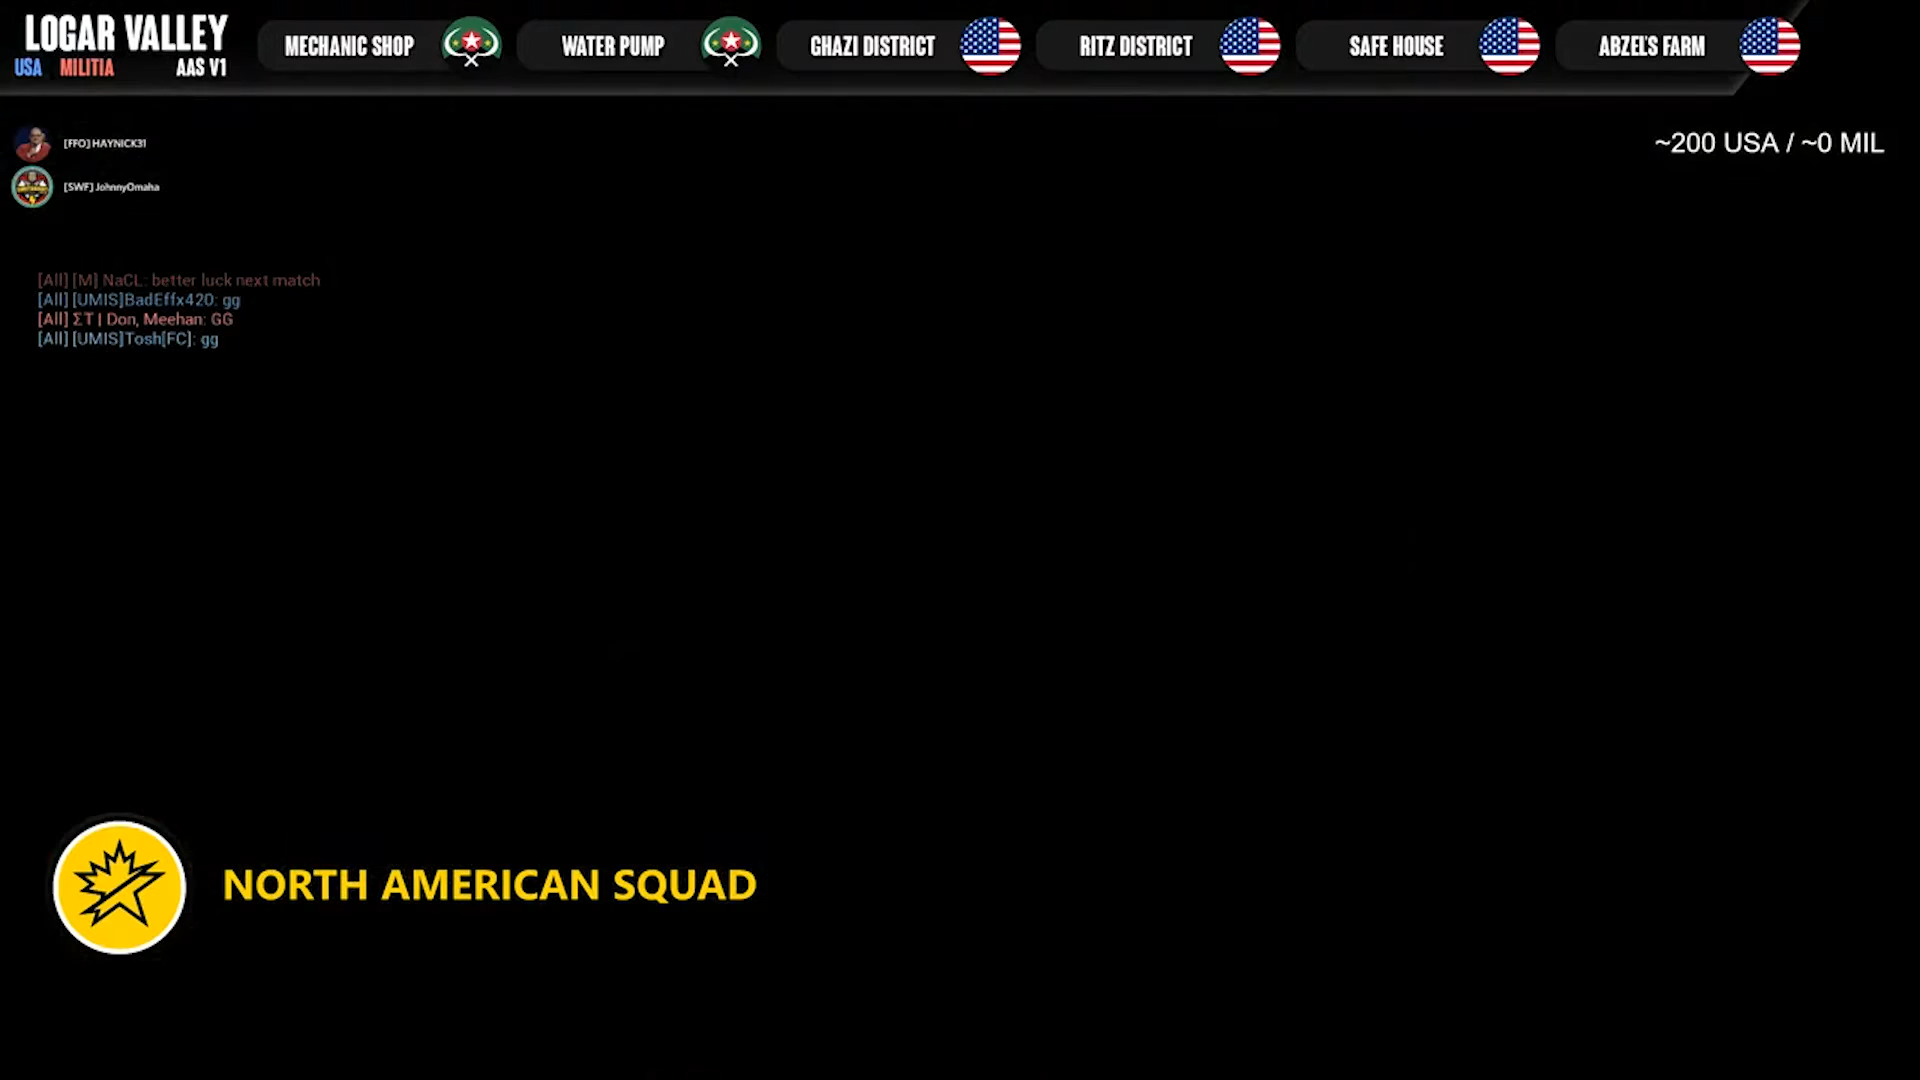 LOGAR VALLEY
USA MILITIA AAS V1
MECHANIC SHOP
WATER PUMP
GHAZI DISTRICT
RITZ DISTRICT
SAFE HOUSE
ABZEL'S FARM
[FFO] HAYNICK31
~200 USA / ~0 MIL
[SWF] JohnnyOmaha
[All] [M] NaCL: better luck next match
[All] [UMIS]BadEffx420: gg
[All] ΣT | Don, Meehan: GG
[All] [UMIS]Tosh[FC]: gg
NORTH AMERICAN SQUAD